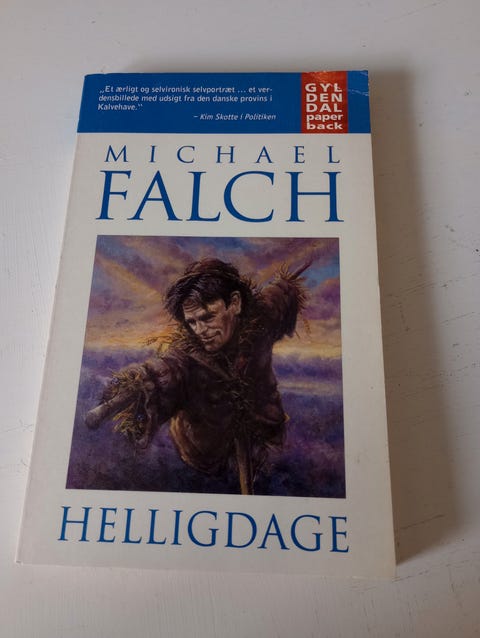 „Et ærligt og selvironisk selvportræt ... et ver-
densbillede med udsigt fra den danske provins i
Kalvehave.“
– Kim Skotte i Politiken
GYL
DEN
DAL
paper
back
MICHAEL
FALCH
HELLIGDAGE